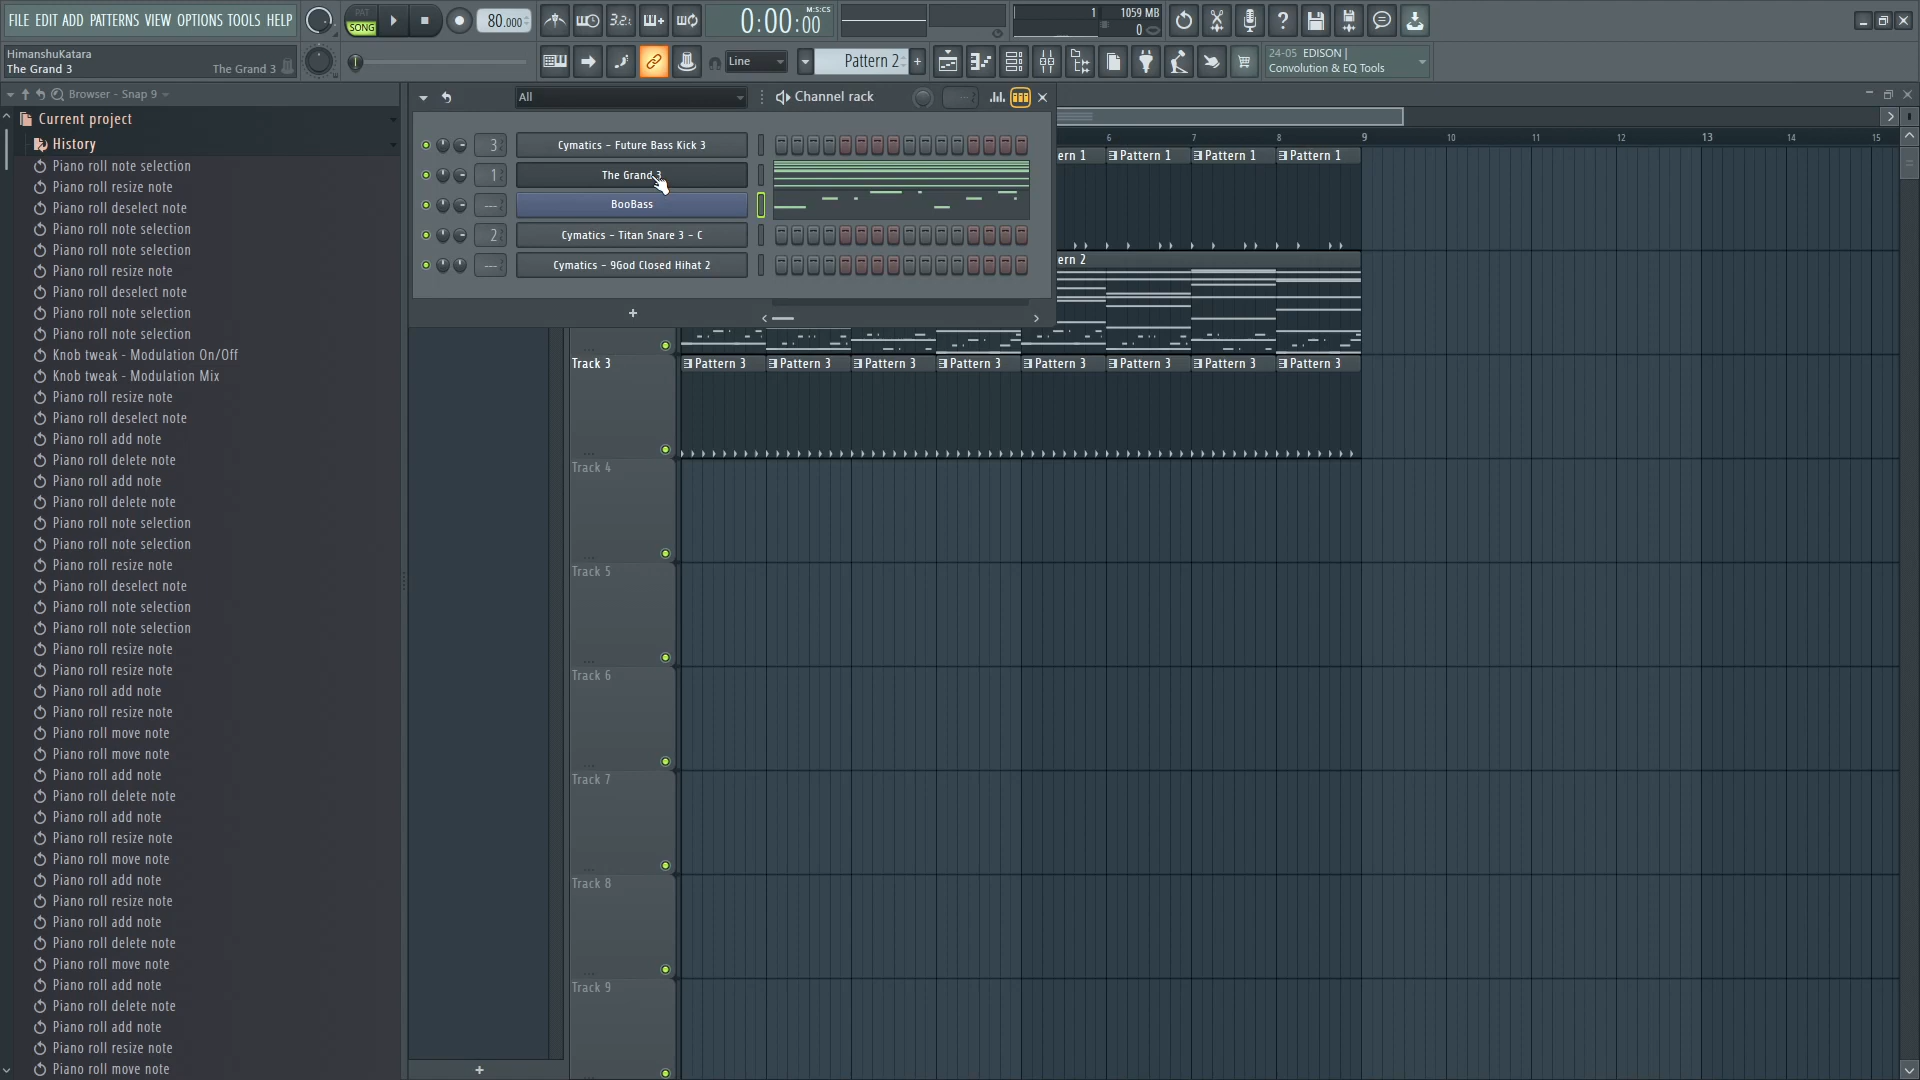 FILE EDIT ADD PATTERNS VIEW OPTIONS TOOLS HELP
PAT
SONG
80.000
3.2
0:00:00
M:S:CS
1
1059 MB
0
HimanshuKatara
The Grand 3
The Grand 3
Line
Pattern 2
+
24-05 EDISON |
Convolution & EQ Tools
Browser - Snap 9
Current project
History
Piano roll note selection
Piano roll resize note
Piano roll deselect note
Piano roll note selection
Piano roll note selection
Piano roll resize note
Piano roll deselect note
Piano roll note selection
Piano roll note selection
Knob tweak - Modulation On/Off
Knob tweak - Modulation Mix
Piano roll resize note
Piano roll deselect note
Piano roll add note
Piano roll delete note
Piano roll add note
Piano roll delete note
Piano roll note selection
Piano roll note selection
Piano roll resize note
Piano roll deselect note
Piano roll note selection
Piano roll note selection
Piano roll resize note
Piano roll resize note
Piano roll add note
Piano roll resize note
Piano roll move note
Piano roll move note
Piano roll add note
Piano roll delete note
Piano roll add note
Piano roll resize note
Piano roll move note
Piano roll add note
Piano roll resize note
Piano roll add note
Piano roll delete note
Piano roll move note
Piano roll add note
Piano roll delete note
Piano roll add note
Piano roll resize note
Piano roll move note
All
Channel rack
3 Cymatics - Future Bass Kick 3
1 The Grand 3
--- BooBass
2 Cymatics - Titan Snare 3 - C
--- Cymatics - 9God Closed Hihat 2
+
6 7 8 9 10 11 12 13 14 15
ern 1 Pattern 1 Pattern 1 Pattern 1
ern 2
Track 3
Pattern 3 Pattern 3 Pattern 3 Pattern 3 Pattern 3 Pattern 3 Pattern 3 Pattern 3
Track 4
Track 5
Track 6
Track 7
Track 8
Track 9
+